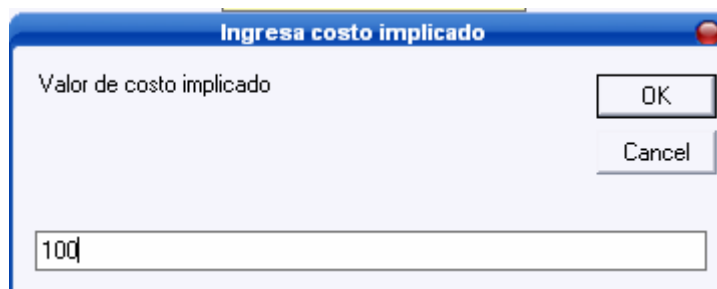 Ingresa costo implicado
Valor de costo implicado
OK
Cancel
100